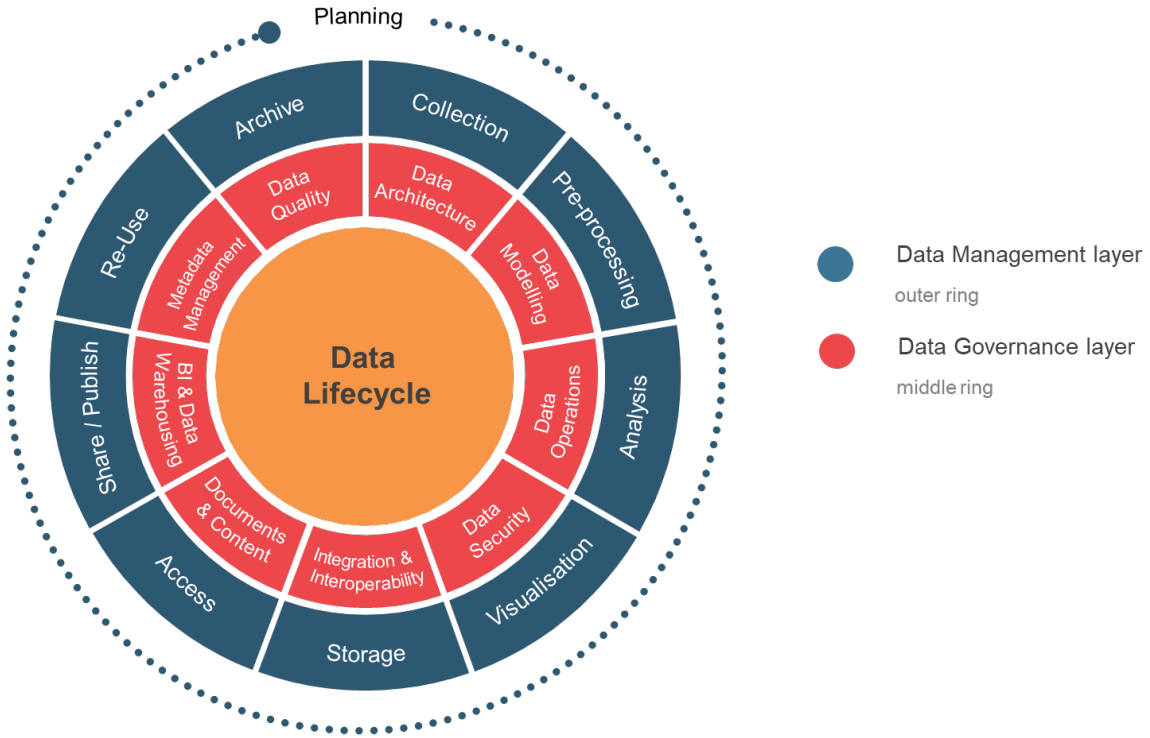 Planning
Archive
Collection
Pre-processing
Analysis
Visualisation
Storage
Access
Share / Publish
Re-Use
Data
Quality
Data
Architecture
Data
Modelling
Data
Operations
Data
Security
Integration &
Interoperability
Documents
& Content
BI & Data
Warehousing
Metadata
Management
Data
Lifecycle
Data Management layer
outer ring
Data Governance layer
middle ring